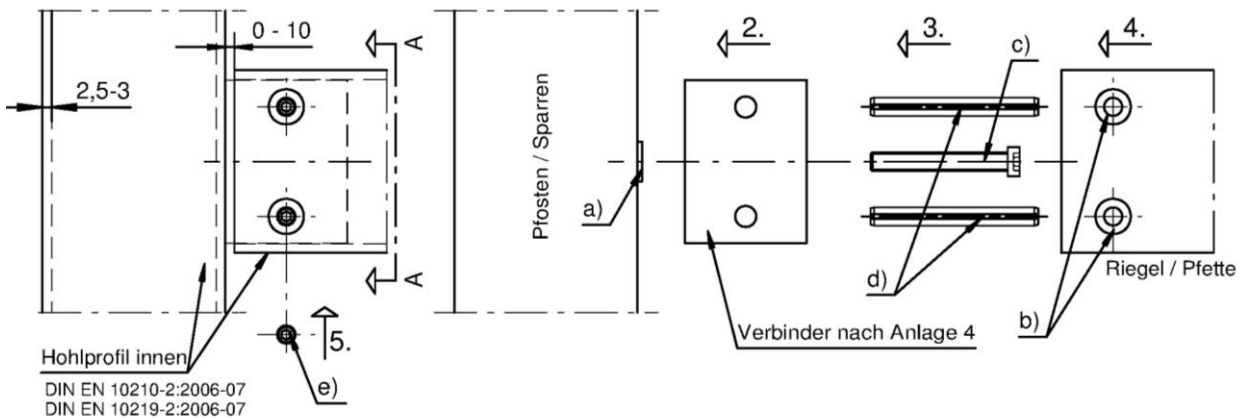 0 - 10
A
2,5-3
A
5.
e)
Hohlprofil innen
DIN EN 10210-2:2006-07
DIN EN 10219-2:2006-07
Pfosten / Sparren
a)
2.
Verbinder nach Anlage 4
3.
c)
d)
4.
Riegel / Pfette
b)